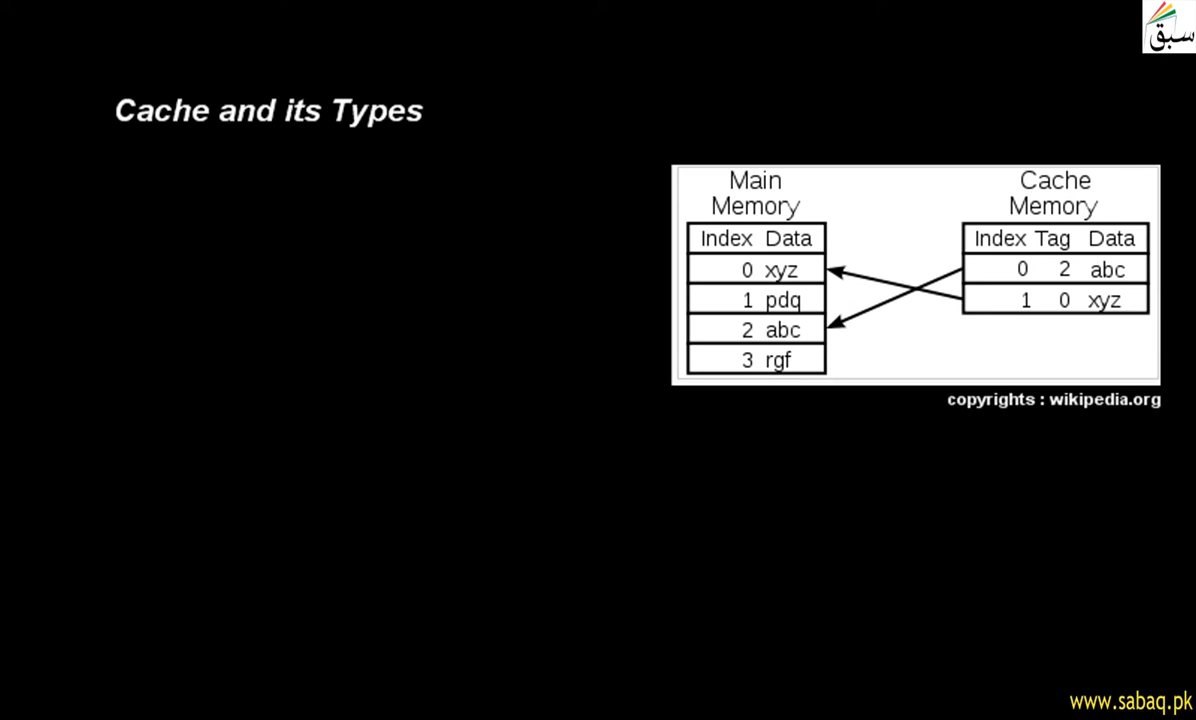 سبق
Cache and its Types
Main Memory
Index Data
0 xyz
1 pdq
2 abc
3 rgf
Cache Memory
Index Tag Data
0 2 abc
1 0 xyz
copyrights : wikipedia.org
www.sabaq.pk